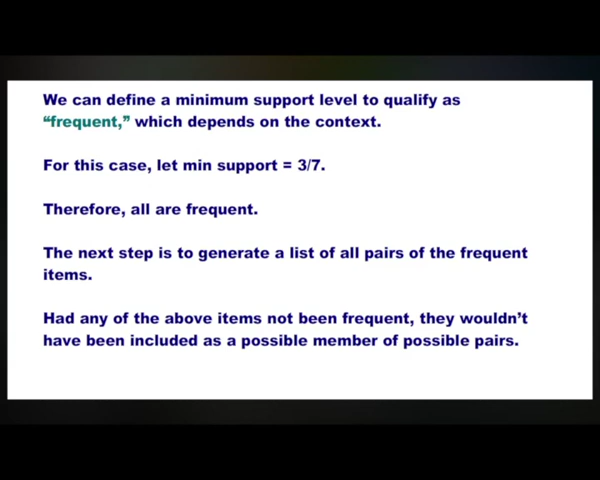 We can define a minimum support level to qualify as
“frequent,” which depends on the context.
For this case, let min support = 3/7.
Therefore, all are frequent.
The next step is to generate a list of all pairs of the frequent
items.
Had any of the above items not been frequent, they wouldn’t
have been included as a possible member of possible pairs.